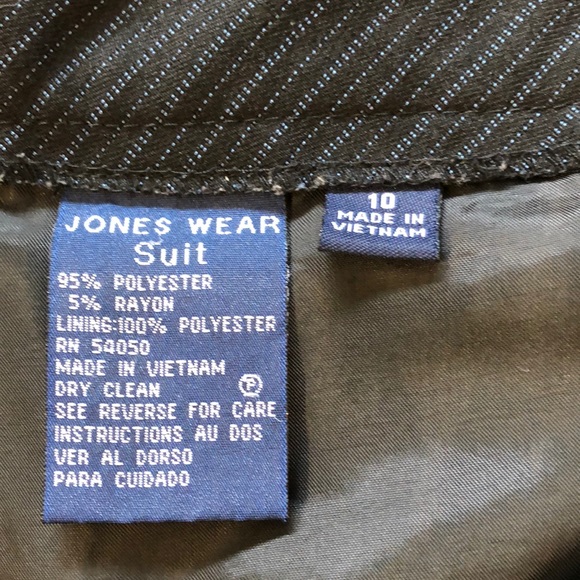 JONES WEAR
Suit
95% POLYESTER
5% RAYON
LINING:100% POLYESTER
RN 54050
MADE IN VIETNAM
DRY CLEAN Ⓟ
SEE REVERSE FOR CARE
INSTRUCTIONS AU DOS
VER AL DORSO
PARA CUIDADO
10
MADE IN
VIETNAM